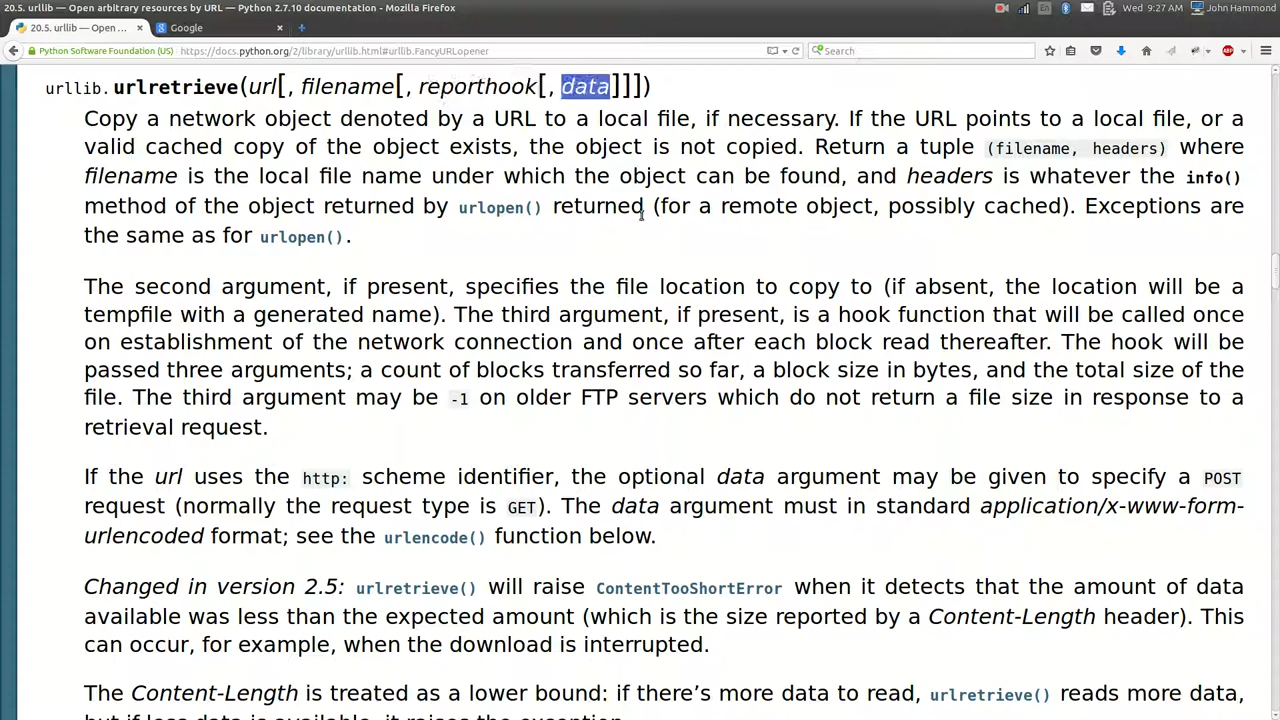 20.5. urllib — Open arbitrary resources by URL — Python 2.7.10 documentation - Mozilla Firefox
En
Wed 9:27 AM
John Hammond
20.5. urllib — Open ... ×
Google ×
Python Software Foundation (US)
https://docs.python.org/2/library/urllib.html#urllib.FancyURLopener
Search
ABP
urllib.urlretrieve(url[, filename[, reporthook[, data]]])
Copy a network object denoted by a URL to a local file, if necessary. If the URL points to a local file, or a
valid cached copy of the object exists, the object is not copied. Return a tuple (filename, headers) where
filename is the local file name under which the object can be found, and headers is whatever the info()
method of the object returned by urlopen() returned (for a remote object, possibly cached). Exceptions are
the same as for urlopen().
The second argument, if present, specifies the file location to copy to (if absent, the location will be a
tempfile with a generated name). The third argument, if present, is a hook function that will be called once
on establishment of the network connection and once after each block read thereafter. The hook will be
passed three arguments; a count of blocks transferred so far, a block size in bytes, and the total size of the
file. The third argument may be -1 on older FTP servers which do not return a file size in response to a
retrieval request.
If the url uses the http: scheme identifier, the optional data argument may be given to specify a POST
request (normally the request type is GET). The data argument must in standard application/x-www-form-
urlencoded format; see the urlencode() function below.
Changed in version 2.5: urlretrieve() will raise ContentTooShortError when it detects that the amount of data
available was less than the expected amount (which is the size reported by a Content-Length header). This
can occur, for example, when the download is interrupted.
The Content-Length is treated as a lower bound: if there's more data to read, urlretrieve() reads more data,
but if less data is available, it raises the exception.